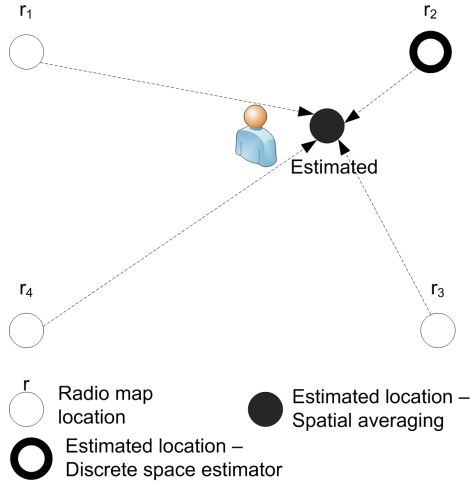 r1
r2
Estimated
r4
r3
r
Radio map
location
Estimated location –
Spatial averaging
Estimated location –
Discrete space estimator